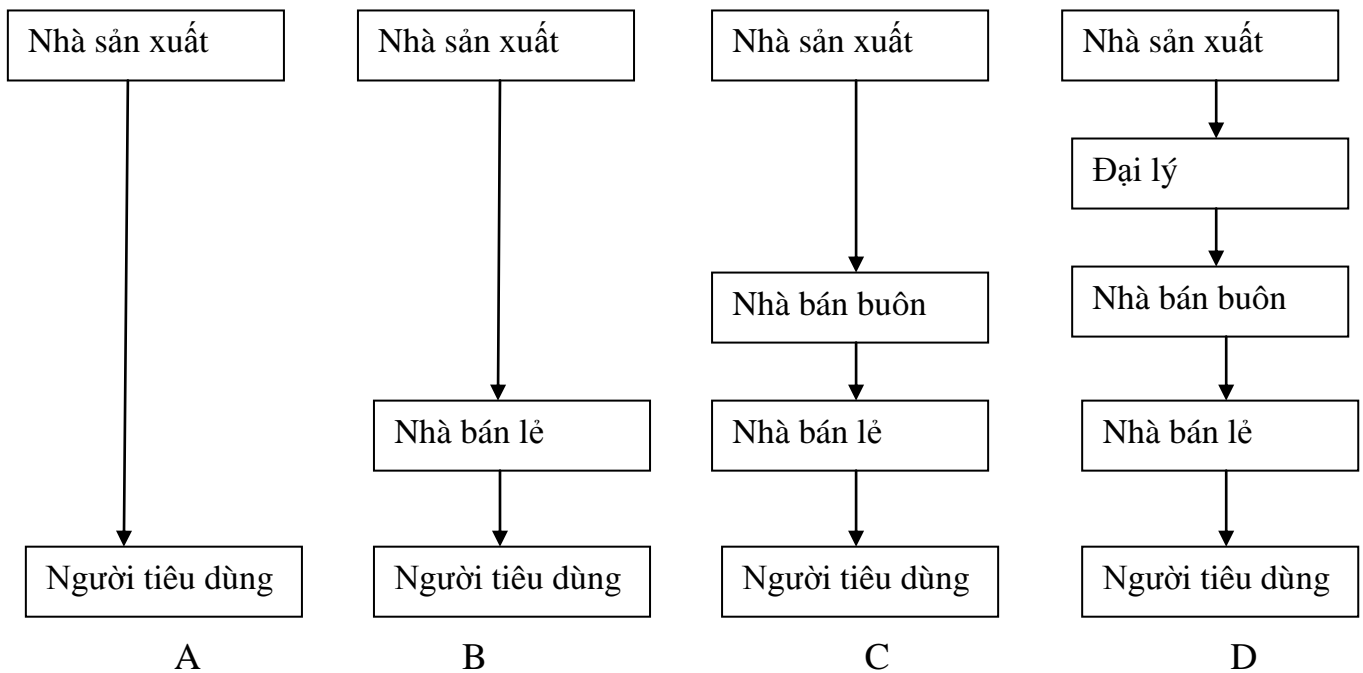 Nhà sản xuất
Nhà sản xuất
Nhà sản xuất
Nhà sản xuất
Đại lý
Nhà bán buôn
Nhà bán buôn
Nhà bán lẻ
Nhà bán lẻ
Nhà bán lẻ
Người tiêu dùng
Người tiêu dùng
Người tiêu dùng
Người tiêu dùng
A
B
C
D